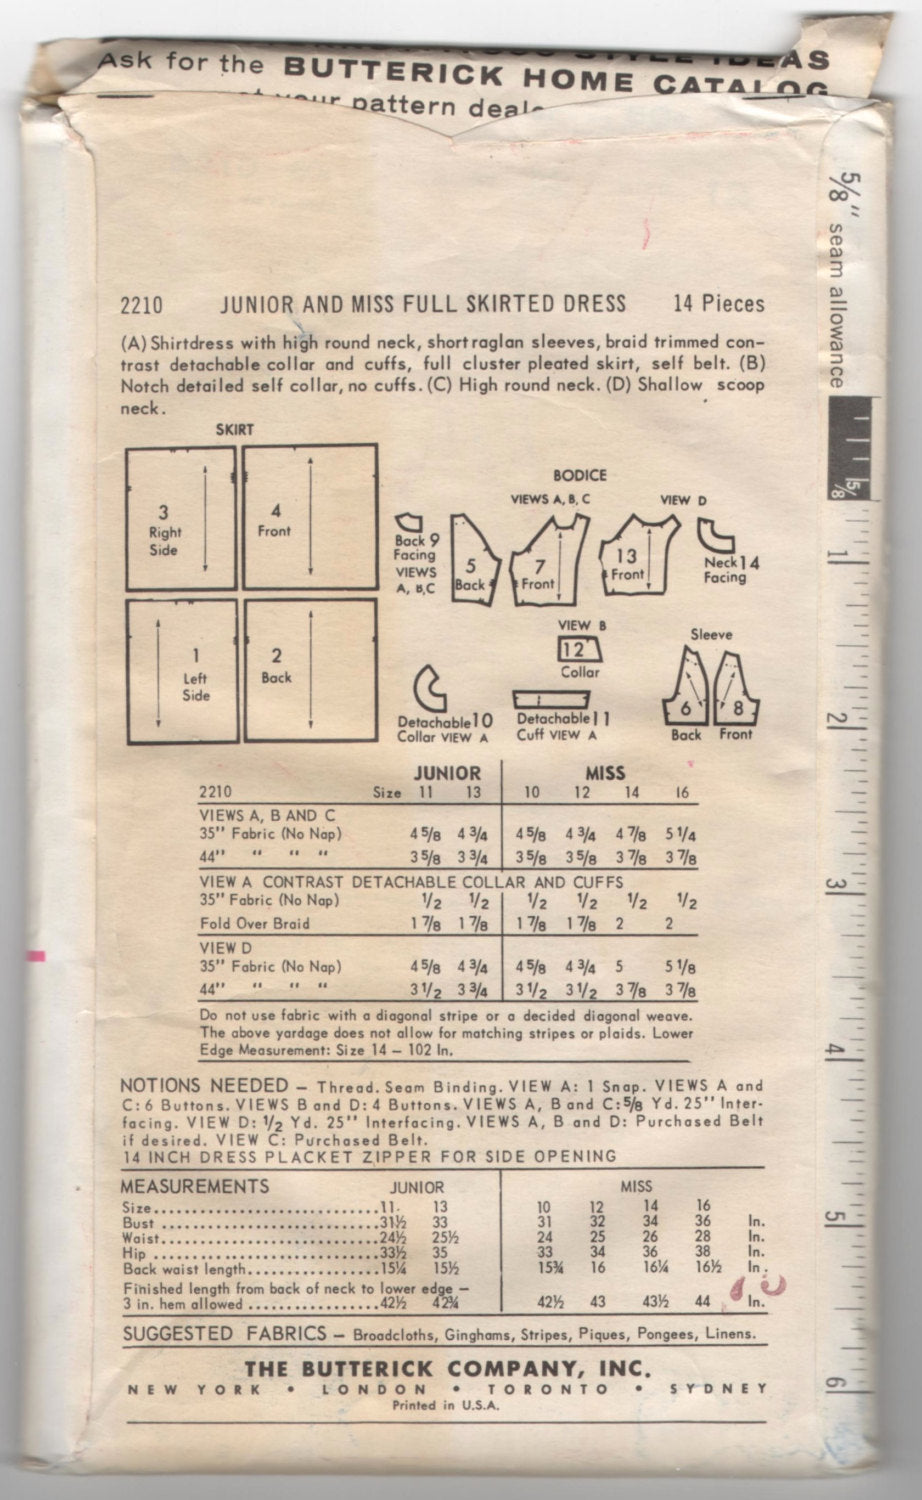 STYLE IDEAS
Ask for the BUTTERICK HOME CATALOG
your pattern deale
5/8" seam allowance
5/8
1
2
3
4
5
6
2210 JUNIOR AND MISS FULL SKIRTED DRESS 14 Pieces
(A) Shirtdress with high round neck, short raglan sleeves, braid trimmed con-
trast detachable collar and cuffs, full cluster pleated skirt, self belt. (B)
Notch detailed self collar, no cuffs. (C) High round neck. (D) Shallow scoop
neck.
SKIRT
3
Right
Side
4
Front
1
Left
Side
2
Back
BODICE
VIEWS A, B, C
VIEW D
Back 9
Facing
VIEWS
A, B,C
5
Back
7
Front
13
Front
Neck 14
Facing
VIEW B
12
Collar
Detachable 10
Collar VIEW A
Detachable 11
Cuff VIEW A
Sleeve
6
8
Back Front
JUNIOR MISS
2210 Size 11 13 10 12 14 16
VIEWS A, B AND C
35" Fabric (No Nap) 4 5/8 4 3/4 4 5/8 4 3/4 4 7/8 5 1/4
44" " " " 3 5/8 3 3/4 3 5/8 3 5/8 3 7/8 3 7/8
VIEW A CONTRAST DETACHABLE COLLAR AND CUFFS
35" Fabric (No Nap) 1/2 1/2 1/2 1/2 1/2 1/2
Fold Over Braid 1 7/8 1 7/8 1 7/8 1 7/8 2 2
VIEW D
35" Fabric (No Nap) 4 5/8 4 3/4 4 5/8 4 3/4 5 5 1/8
44" " " " 3 1/2 3 3/4 3 1/2 3 1/2 3 7/8 3 7/8
Do not use fabric with a diagonal stripe or a decided diagonal weave.
The above yardage does not allow for matching stripes or plaids. Lower
Edge Measurement: Size 14 – 102 In.
NOTIONS NEEDED – Thread. Seam Binding. VIEW A: 1 Snap. VIEWS A and
C: 6 Buttons. VIEWS B and D: 4 Buttons. VIEWS A, B and C: 5/8 Yd. 25" Inter-
facing. VIEW D: 1/2 Yd. 25" Interfacing. VIEWS A, B and D: Purchased Belt
if desired. VIEW C: Purchased Belt.
14 INCH DRESS PLACKET ZIPPER FOR SIDE OPENING
MEASUREMENTS JUNIOR MISS
Size..............................11 13 10 12 14 16
Bust .............................31½ 33 31 32 34 36 In.
Waist.............................24½ 25½ 24 25 26 28 In.
Hip ..............................33½ 35 33 34 36 38 In.
Back waist length.................15¼ 15½ 15¾ 16 16¼ 16½ In.
Finished length from back of neck to lower edge –
3 in. hem allowed .................42½ 42¾ 42½ 43 43½ 44 In.
SUGGESTED FABRICS – Broadcloths, Ginghams, Stripes, Piques, Pongees, Linens.
THE BUTTERICK COMPANY, INC.
NEW YORK • LONDON • TORONTO • SYDNEY
Printed in U.S.A.